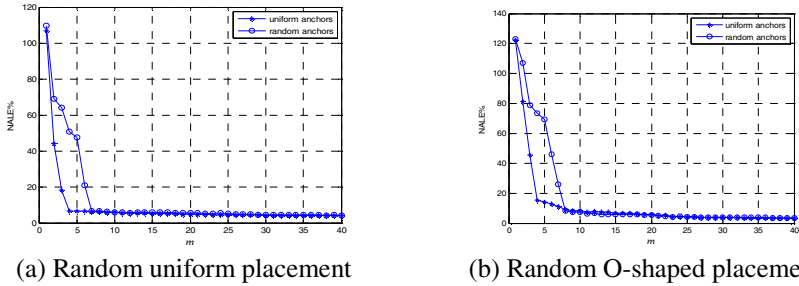 120
100
80
60
40
20
0
NALE%
0 5 10 15 20 25 30 35 40
m
uniform anchors
random anchors
(a) Random uniform placement
140
120
100
80
60
40
20
0
NALE%
0 5 10 15 20 25 30 35 40
m
uniform anchors
random anchors
(b) Random O-shaped placeme